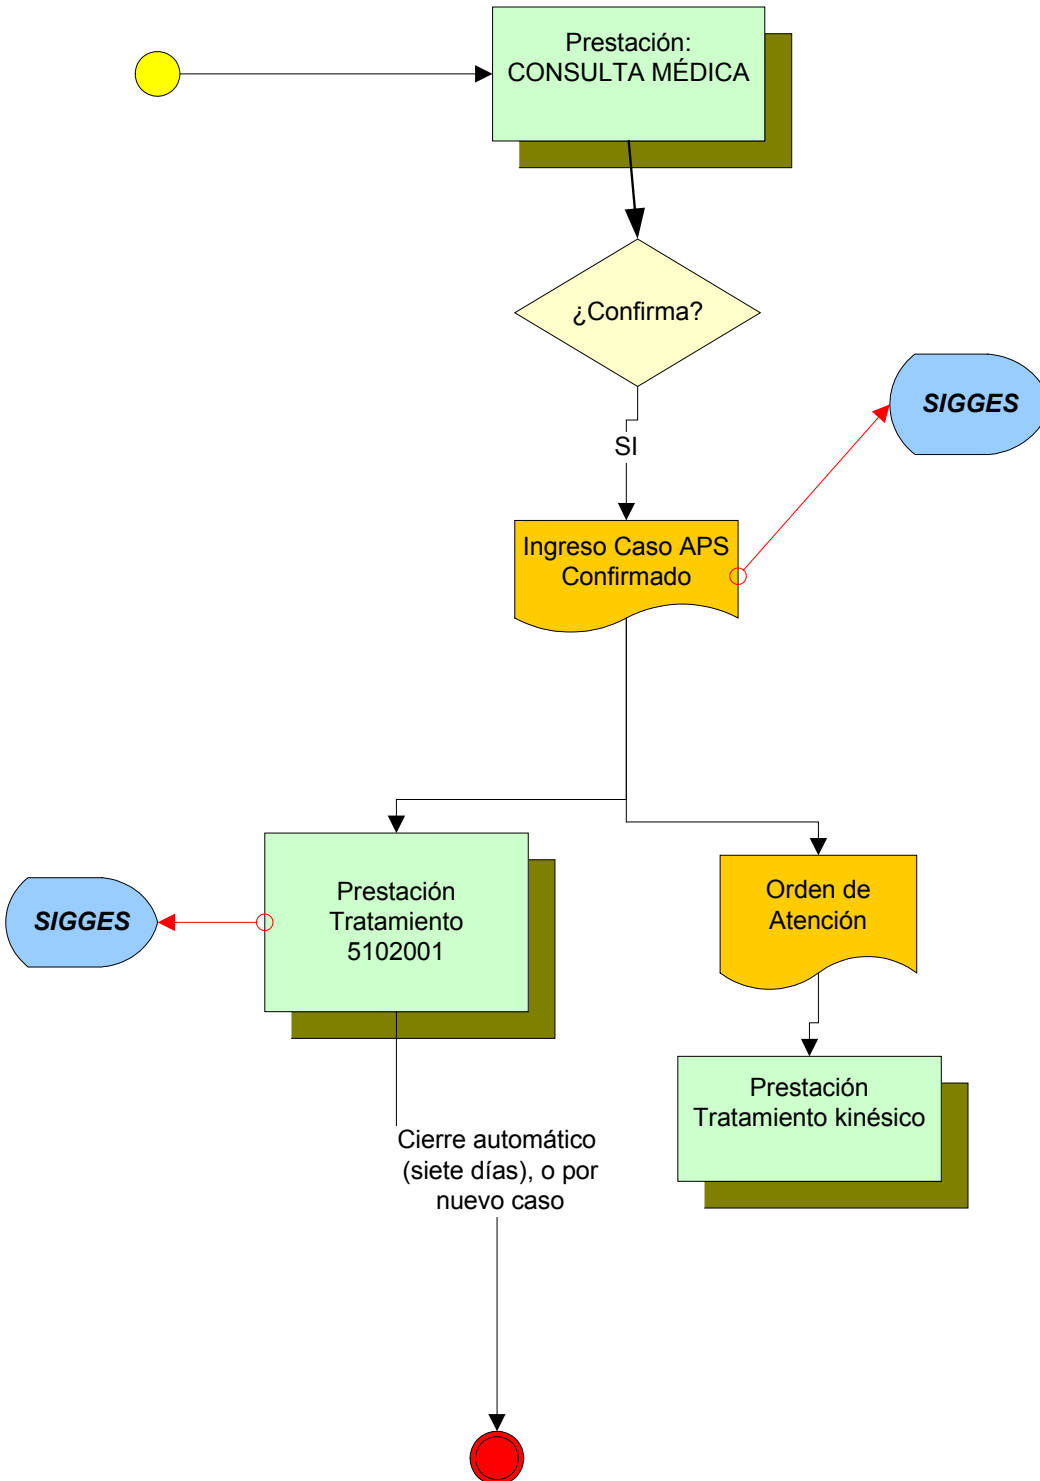 Prestación:
CONSULTA MÉDICA
¿Confirma?
SIGGES
SI
Ingreso Caso APS
Confirmado
Prestación
Tratamiento
5102001
SIGGES
Orden de
Atención
Prestación
Tratamiento kinésico
Cierre automático
(siete días), o por
nuevo caso